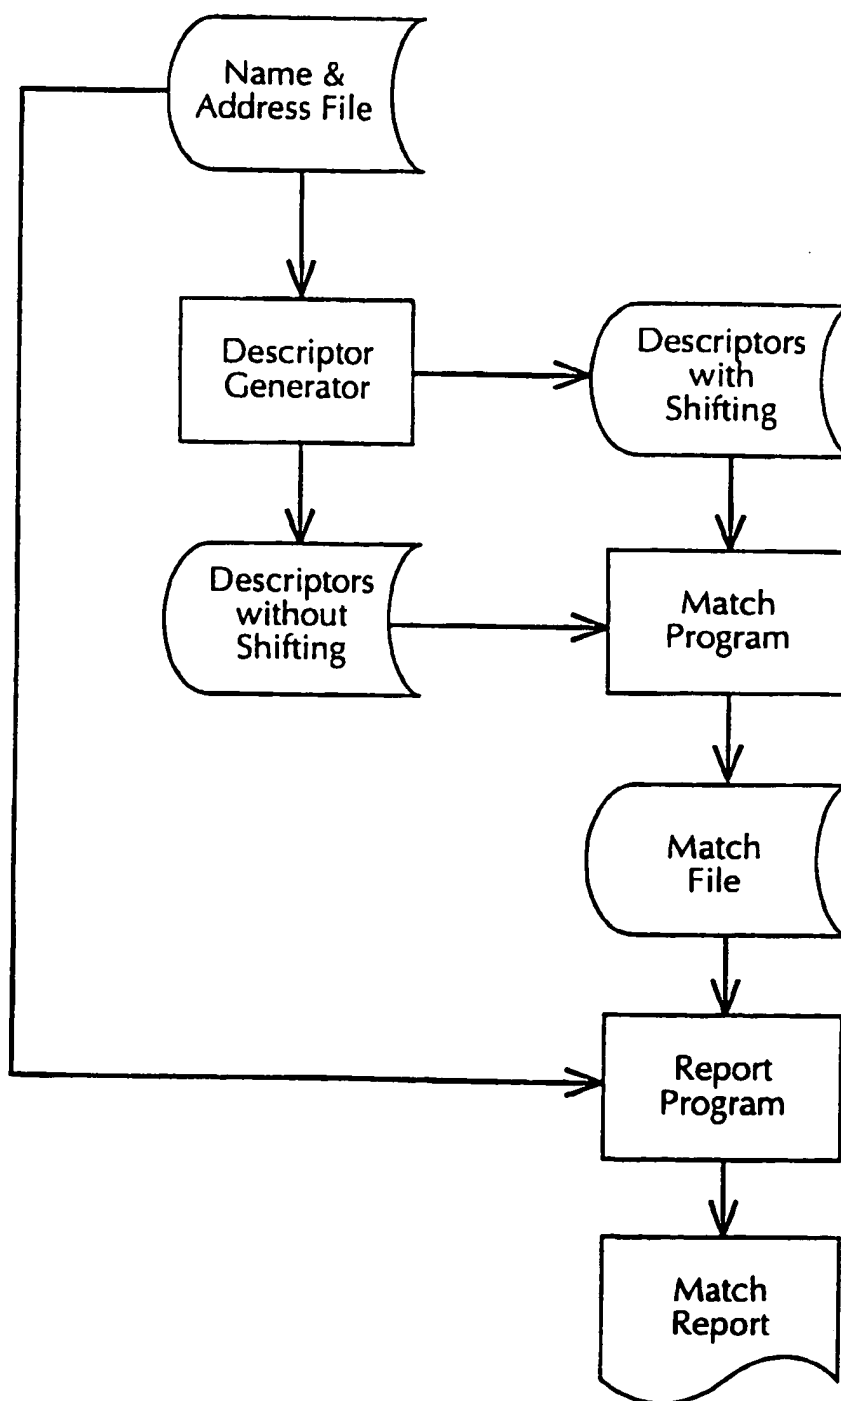 Name &
Address File
Descriptor
Generator
Descriptors
with
Shifting
Descriptors
without
Shifting
Match
Program
Match
File
Report
Program
Match
Report